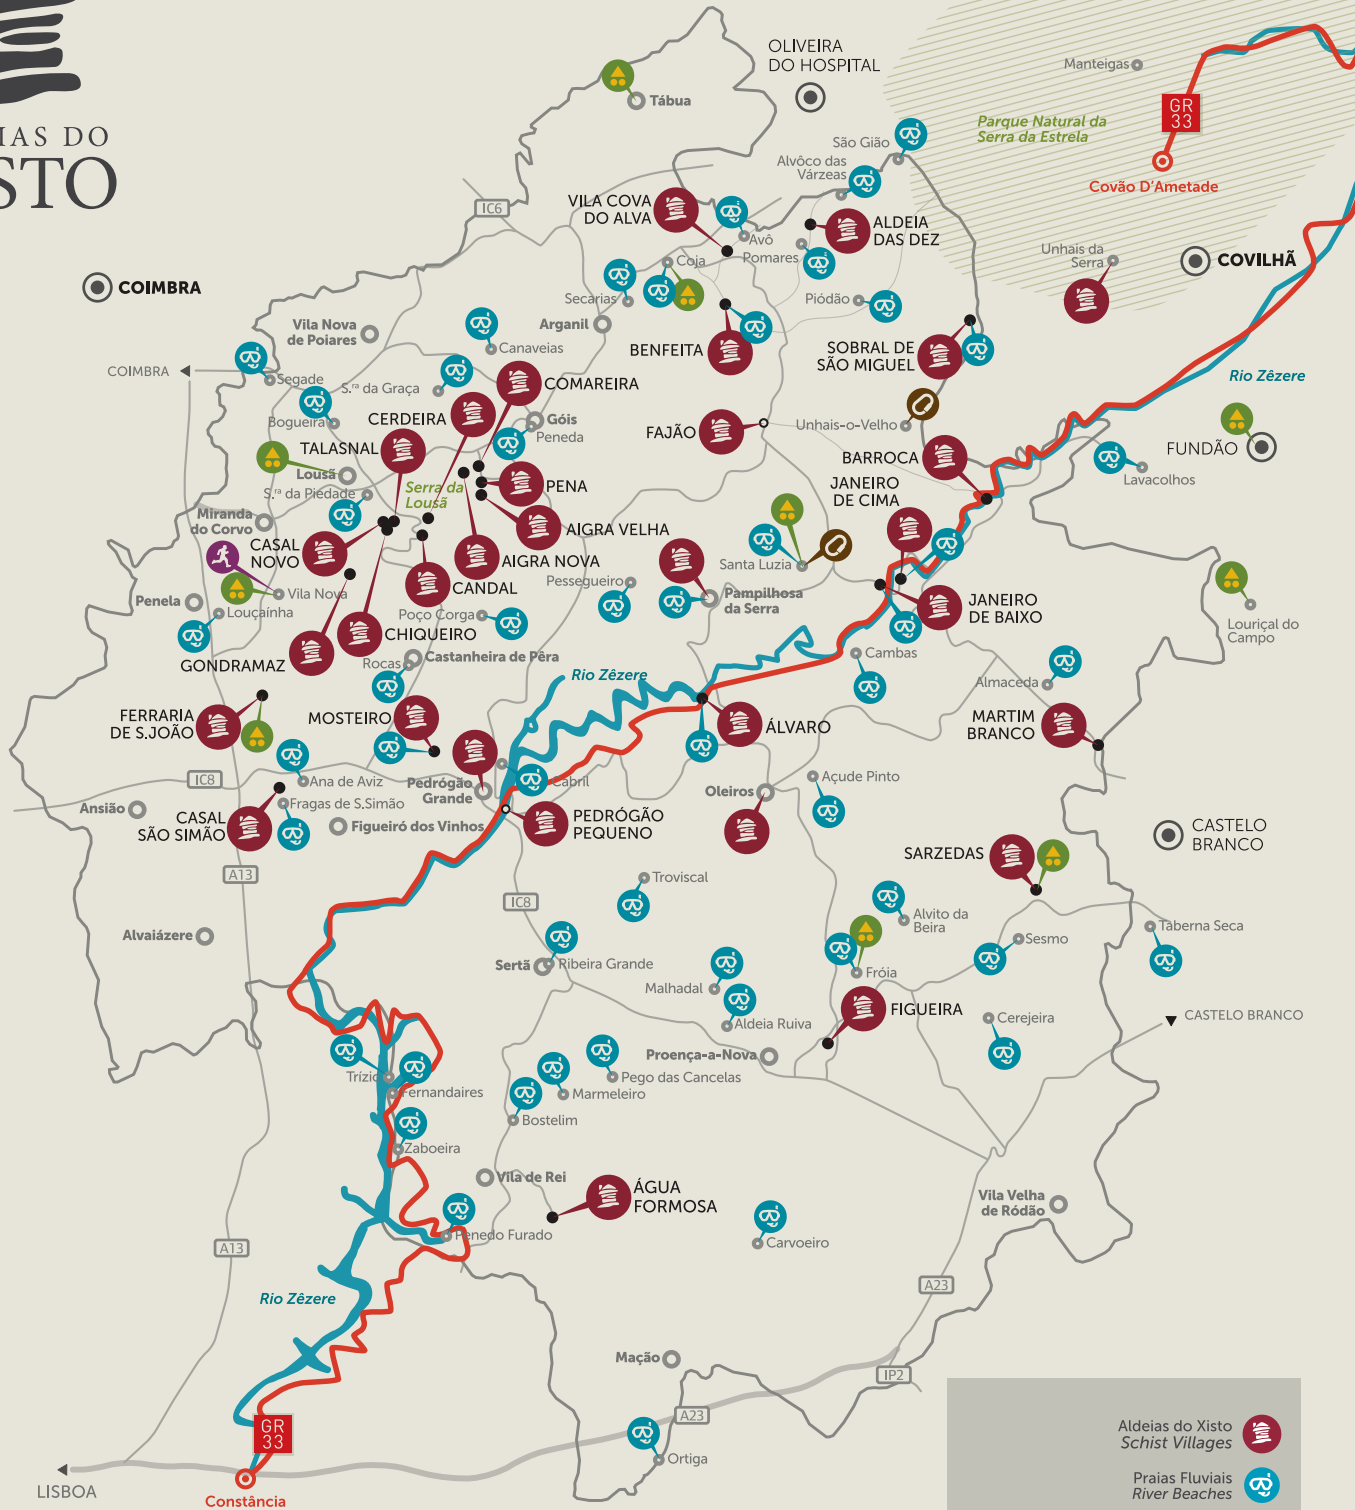 IAS DO
STO
OLIVEIRA
DO HOSPITAL
Manteigas
Tábua
GR
33
Parque Natural da
Serra da Estrela
São Gião
Alvôco das
Várzeas
Covão D'Ametade
IC6
VILA COVA
DO ALVA
ALDEIA
DAS DEZ
Avô
Pomares
Unhais da
Serra
COVILHÃ
Coja
COIMBRA
Secarias
Piódão
Vila Nova
de Poiares
Arganil
Canaveias
BENFEITA
SOBRAL DE
SÃO MIGUEL
COIMBRA
Segade
S.ra da Graça
COMAREIRA
Rio Zêzere
Bogueira
CERDEIRA
Góis
Peneda
FAJÃO
Unhais-o-Velho
FUNDÃO
TALASNAL
BARROCA
Lousã
Serra da
Lousã
PENA
JANEIRO
DE CIMA
Lavacolhos
S.ra da Piedade
Miranda
do Corvo
AIGRA VELHA
CASAL
NOVO
AIGRA NOVA
Santa Luzia
CANDAL
Pessegueiro
Vila Nova
Penela
Louçaínha
Pampilhosa
da Serra
JANEIRO
DE BAIXO
Poço Corga
Louriçal do
Campo
CHIQUEIRO
GONDRAMAZ
Rocas
Castanheira de Pêra
Cambas
Rio Zêzere
Almaceda
FERRARIA
DE S.JOÃO
MOSTEIRO
ÁLVARO
MARTIM
BRANCO
IC8
Ana de Aviz
Pedrógão
Grande
Cabril
Açude Pinto
Oleiros
Ansião
Fragas de S.Simão
CASAL
SÃO SIMÃO
Figueiró dos Vinhos
PEDRÓGÃO
PEQUENO
CASTELO
BRANCO
SARZEDAS
A13
Troviscal
IC8
Alvito da
Beira
Taberna Seca
Alvaiázere
Sesmo
Sertã
Ribeira Grande
Fróia
Malhadal
FIGUEIRA
Aldeia Ruiva
Cerejeira
CASTELO BRANCO
Proença-a-Nova
Trízio
Pego das Cancelas
Fernandaires
Marmeleiro
Bostelim
Zaboeira
Vila de Rei
ÁGUA
FORMOSA
Vila Velha
de Ródão
Penedo Furado
Carvoeiro
A13
A23
Rio Zêzere
Mação
IP2
A23
GR
33
Aldeias do Xisto
Schist Villages
Ortiga
Praias Fluviais
River Beaches
LISBOA
Constância